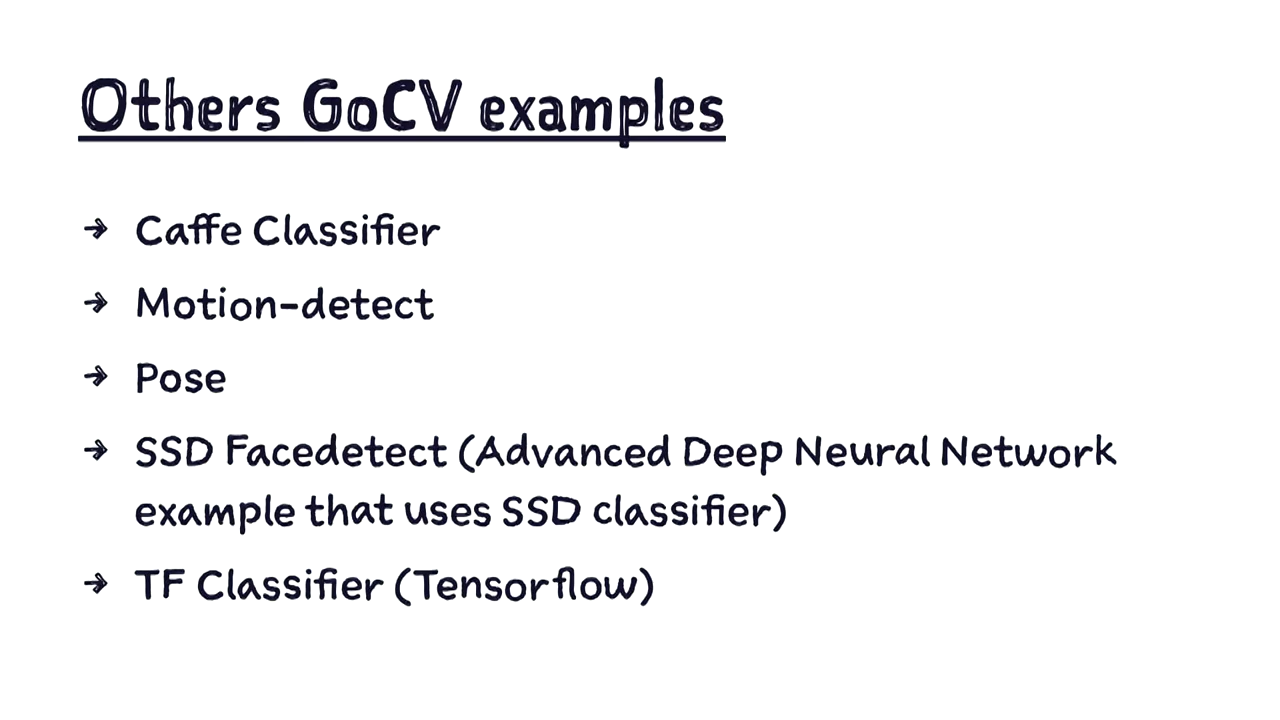 Others GoCV examples
→ Caffe Classifier
→ Motion-detect
→ Pose
→ SSD Facedetect (Advanced Deep Neural Network
example that uses SSD classifier)
→ TF Classifier (Tensorflow)